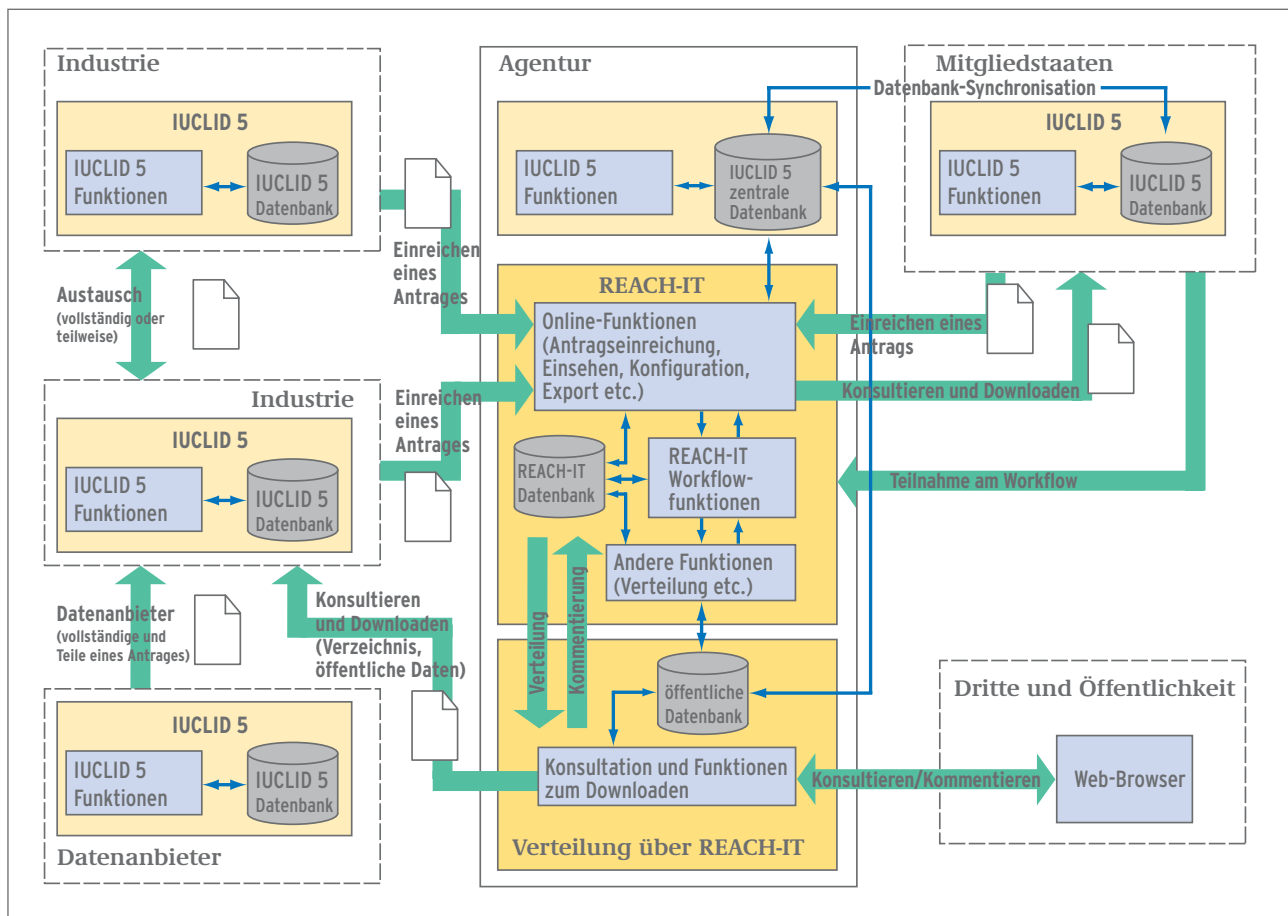 Industrie
IUCLID 5
IUCLID 5
Funktionen
IUCLID 5
Datenbank
Einreichen
eines
Antrages
Austausch
(vollständig oder
teilweise)
Industrie
IUCLID 5
IUCLID 5
Funktionen
IUCLID 5
Datenbank
Einreichen
eines
Antrages
Datenanbieter
(vollständige und
Teile eines Antrages)
Konsultieren
und Downloaden
(Verzeichnis,
öffentliche Daten)
IUCLID 5
IUCLID 5
Funktionen
IUCLID 5
Datenbank
Datenanbieter
Agentur
IUCLID 5
Funktionen
IUCLID 5
zentrale
Datenbank
Datenbank-Synchronisation
REACH-IT
Online-Funktionen
(Antragseinreichung,
Einsehen, Konfiguration,
Export etc.)
REACH-IT
Datenbank
REACH-IT
Workflow-
funktionen
Andere Funktionen
(Verteilung etc.)
Verteilung
Kommentierung
öffentliche
Datenbank
Konsultation und Funktionen
zum Downloaden
Verteilung über REACH-IT
Mitgliedstaaten
IUCLID 5
IUCLID 5
Funktionen
IUCLID 5
Datenbank
Einreichen eines
Antrags
Konsultieren und Downloaden
Teilnahme am Workflow
Dritte und Öffentlichkeit
Konsultieren/Kommentieren
Web-Browser